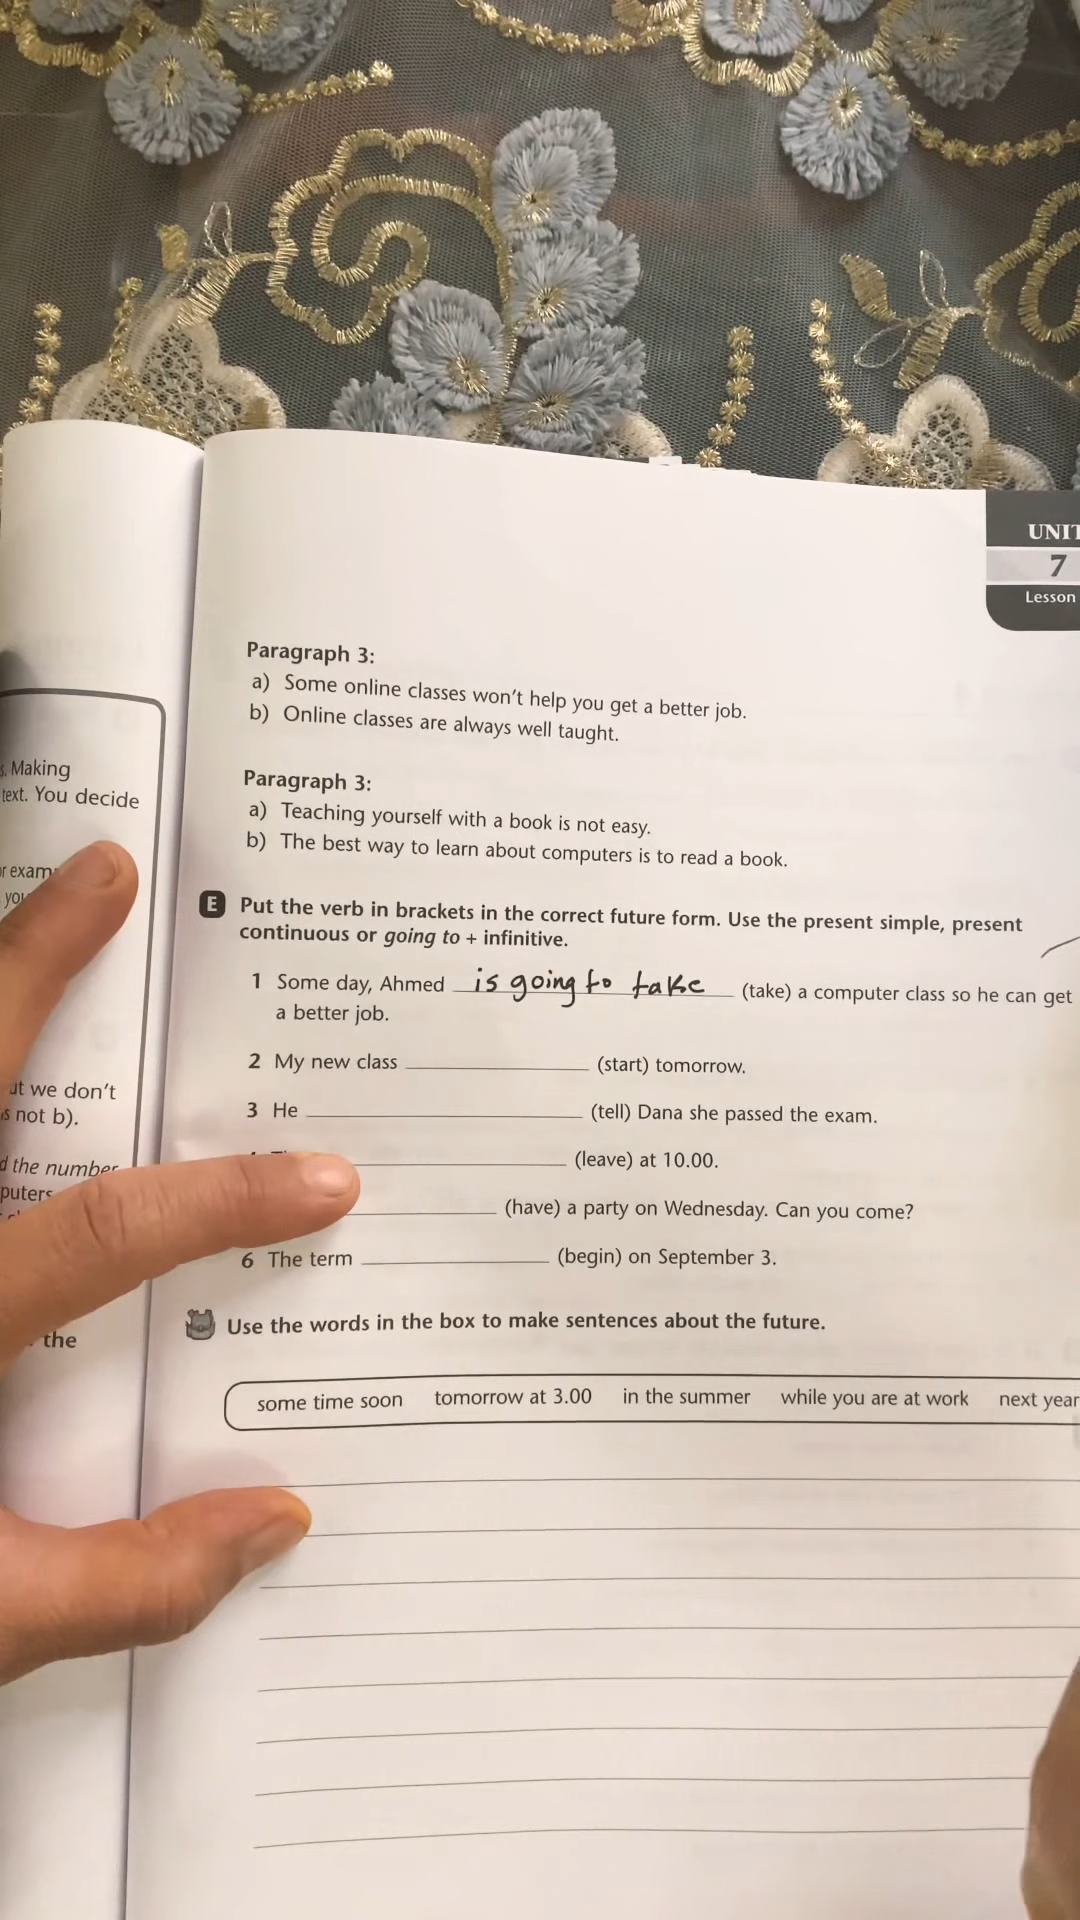 UNIT
7
Lesson
Paragraph 3:
a) Some online classes won't help you get a better job.
b) Online classes are always well taught.
Paragraph 3:
a) Teaching yourself with a book is not easy.
b) The best way to learn about computers is to read a book.
E Put the verb in brackets in the correct future form. Use the present simple, present
continuous or going to + infinitive.
1 Some day, Ahmed is going to take (take) a computer class so he can get
a better job.
2 My new class ____ (start) tomorrow.
3 He ____ (tell) Dana she passed the exam.
____ (leave) at 10.00.
____ (have) a party on Wednesday. Can you come?
6 The term ____ (begin) on September 3.
Use the words in the box to make sentences about the future.
some time soon tomorrow at 3.00 in the summer while you are at work next year
Making
text. You decide
we don't
not b).
the number
the